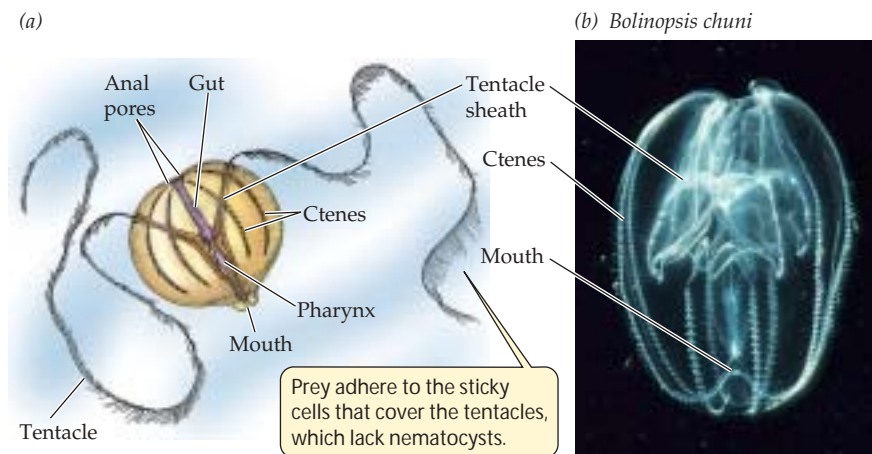 (a)
(b) Bolinopsis chuni
Anal
pores
Gut
Tentacle
sheath
Ctenes
Ctenes
Mouth
Pharynx
Mouth
Tentacle
Prey adhere to the sticky
cells that cover the tentacles,
which lack nematocysts.